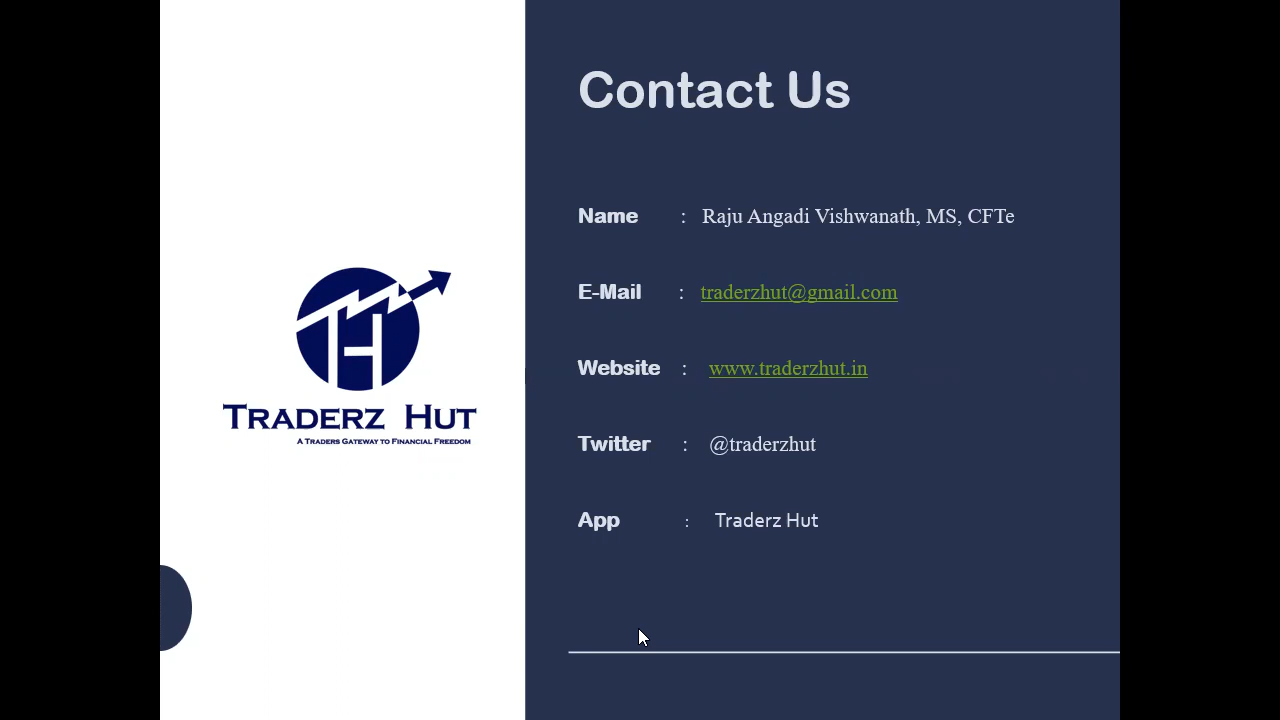 Contact Us
Name : Raju Angadi Vishwanath, MS, CFTe
E-Mail : traderzhut@gmail.com
Website : www.traderzhut.in
Twitter : @traderzhut
App : Traderz Hut
TH
TRADERZ HUT
A TRADERS GATEWAY TO FINANCIAL FREEDOM